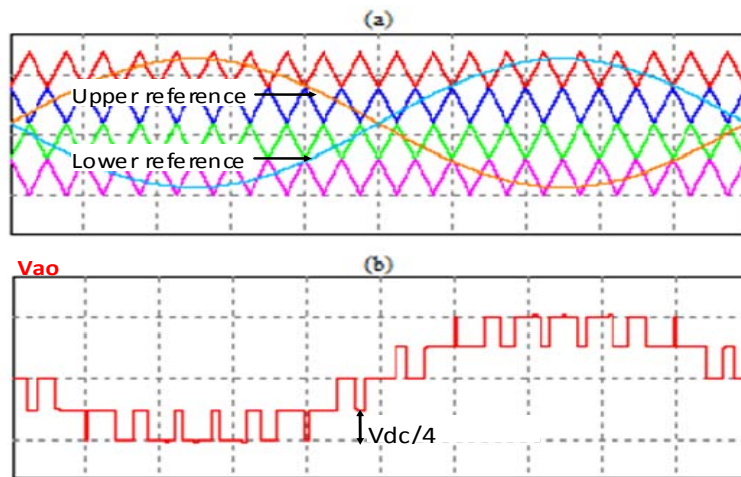 (a)
Upper reference
Lower reference
Vao
(b)
Vdc/4